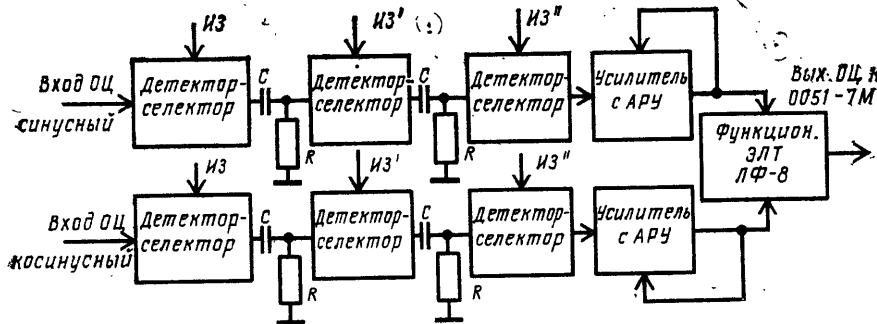 ИЗ
ИЗ'
ИЗ"
Вход ОЦ
синусный
Детектор-
селектор
C
R
Детектор-
селектор
C
R
Детектор-
селектор
Усилитель
с АРУ
Вых. ОЦ К
0051-7М
Функцион.
ЭЛТ
ЛФ-8
ИЗ
ИЗ'
ИЗ"
Вход ОЦ
косинусный
Детектор-
селектор
C
R
Детектор-
селектор
C
R
Детектор-
селектор
Усилитель
с АРУ